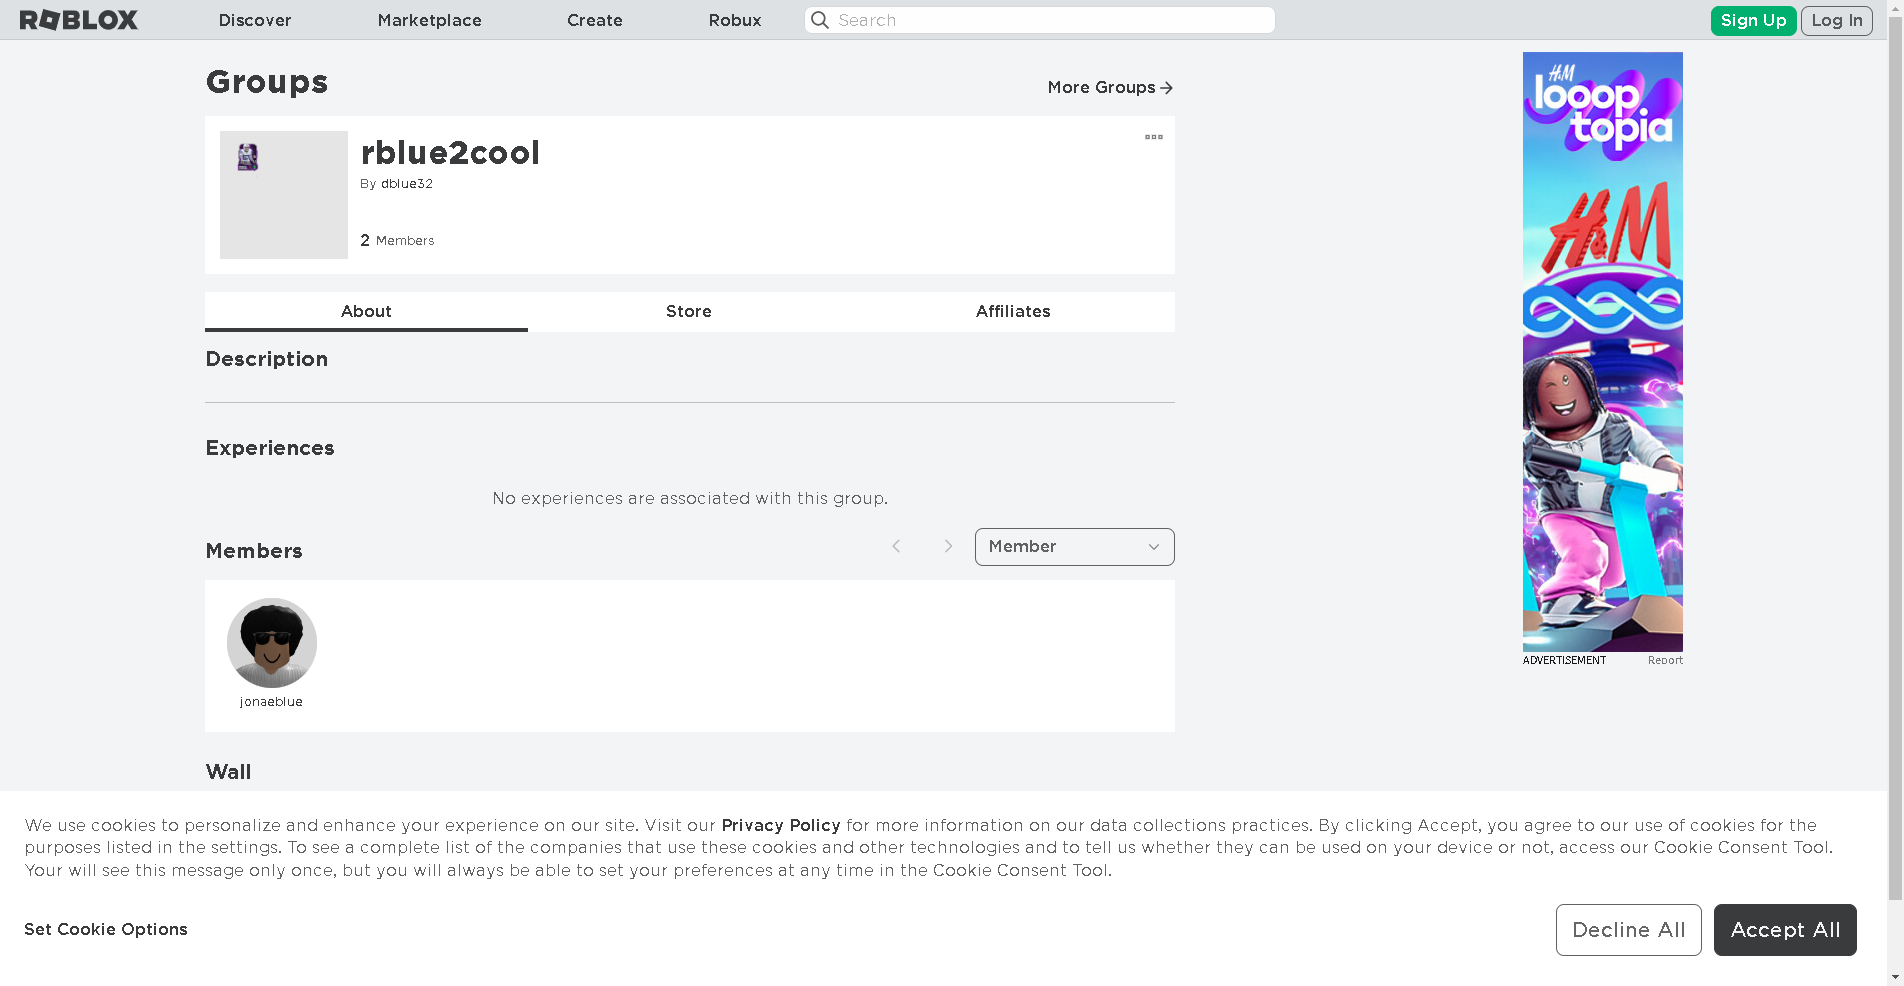 ROBLOX Discover Marketplace Create Robux Search Sign Up Log In
Groups
More Groups
rblue2cool
By dblue32
2 Members
About Store Affiliates
Description
Experiences
No experiences are associated with this group.
Members
Member
jonaeblue
Wall
H&M
looop
topia
H&M
ADVERTISEMENT Report
We use cookies to personalize and enhance your experience on our site. Visit our Privacy Policy for more information on our data collections practices. By clicking Accept, you agree to our use of cookies for the
purposes listed in the settings. To see a complete list of the companies that use these cookies and other technologies and to tell us whether they can be used on your device or not, access our Cookie Consent Tool.
Your will see this message only once, but you will always be able to set your preferences at any time in the Cookie Consent Tool.
Set Cookie Options
Decline All
Accept All